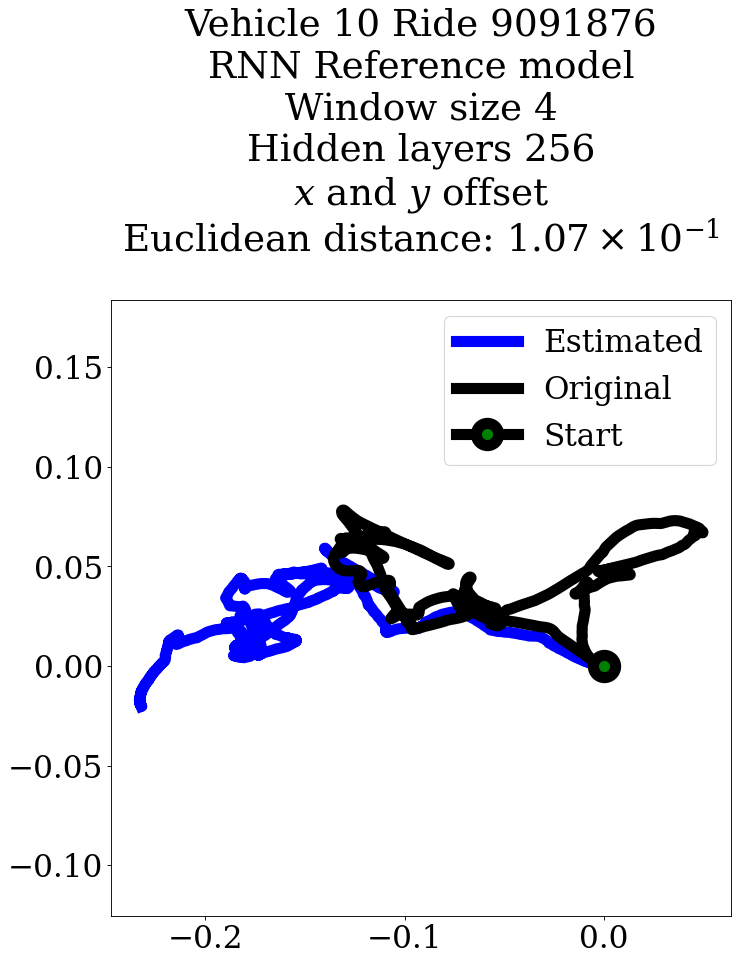 Vehicle 10 Ride 9091876
RNN Reference model
Window size 4
Hidden layers 256
x and y offset
Euclidean distance: 1.07 × 10⁻¹
Estimated
Original
Start
0.15
0.10
0.05
0.00
−0.05
−0.10
−0.2
−0.1
0.0